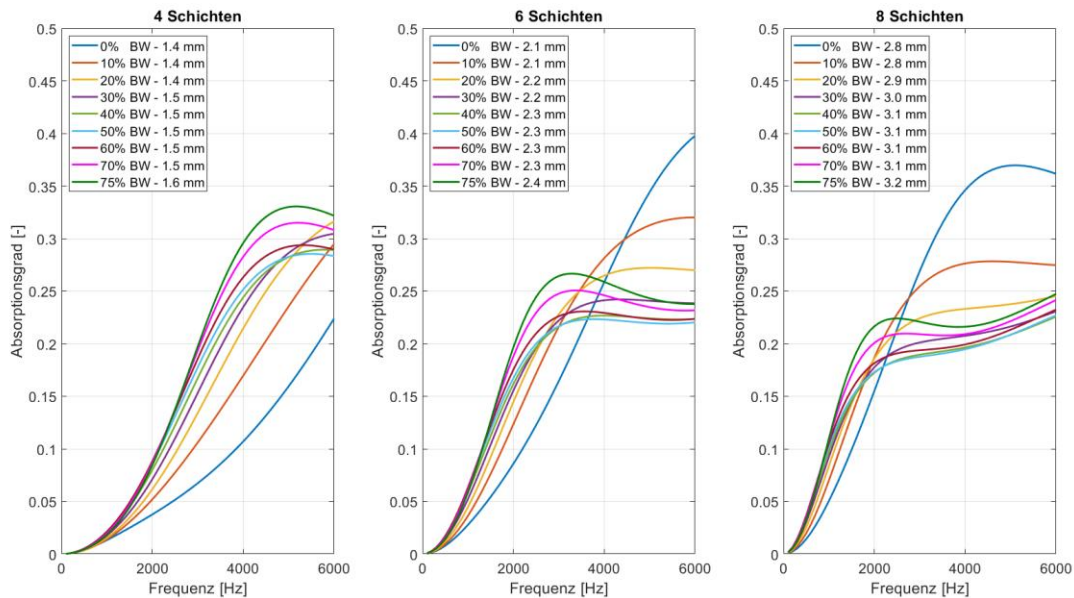 4 Schichten
0% BW - 1.4 mm
10% BW - 1.4 mm
20% BW - 1.4 mm
30% BW - 1.5 mm
40% BW - 1.5 mm
50% BW - 1.5 mm
60% BW - 1.5 mm
70% BW - 1.5 mm
75% BW - 1.6 mm
0.5
0.45
0.4
0.35
0.3
0.25
0.2
0.15
0.1
0.05
0
Absorptionsgrad [-]
0 2000 4000 6000
Frequenz [Hz]
6 Schichten
0% BW - 2.1 mm
10% BW - 2.1 mm
20% BW - 2.2 mm
30% BW - 2.2 mm
40% BW - 2.3 mm
50% BW - 2.3 mm
60% BW - 2.3 mm
70% BW - 2.3 mm
75% BW - 2.4 mm
0.5
0.45
0.4
0.35
0.3
0.25
0.2
0.15
0.1
0.05
0
Absorptionsgrad [-]
0 2000 4000 6000
Frequenz [Hz]
8 Schichten
0% BW - 2.8 mm
10% BW - 2.8 mm
20% BW - 2.9 mm
30% BW - 3.0 mm
40% BW - 3.1 mm
50% BW - 3.1 mm
60% BW - 3.1 mm
70% BW - 3.1 mm
75% BW - 3.2 mm
0.5
0.45
0.4
0.35
0.3
0.25
0.2
0.15
0.1
0.05
0
Absorptionsgrad [-]
0 2000 4000 6000
Frequenz [Hz]